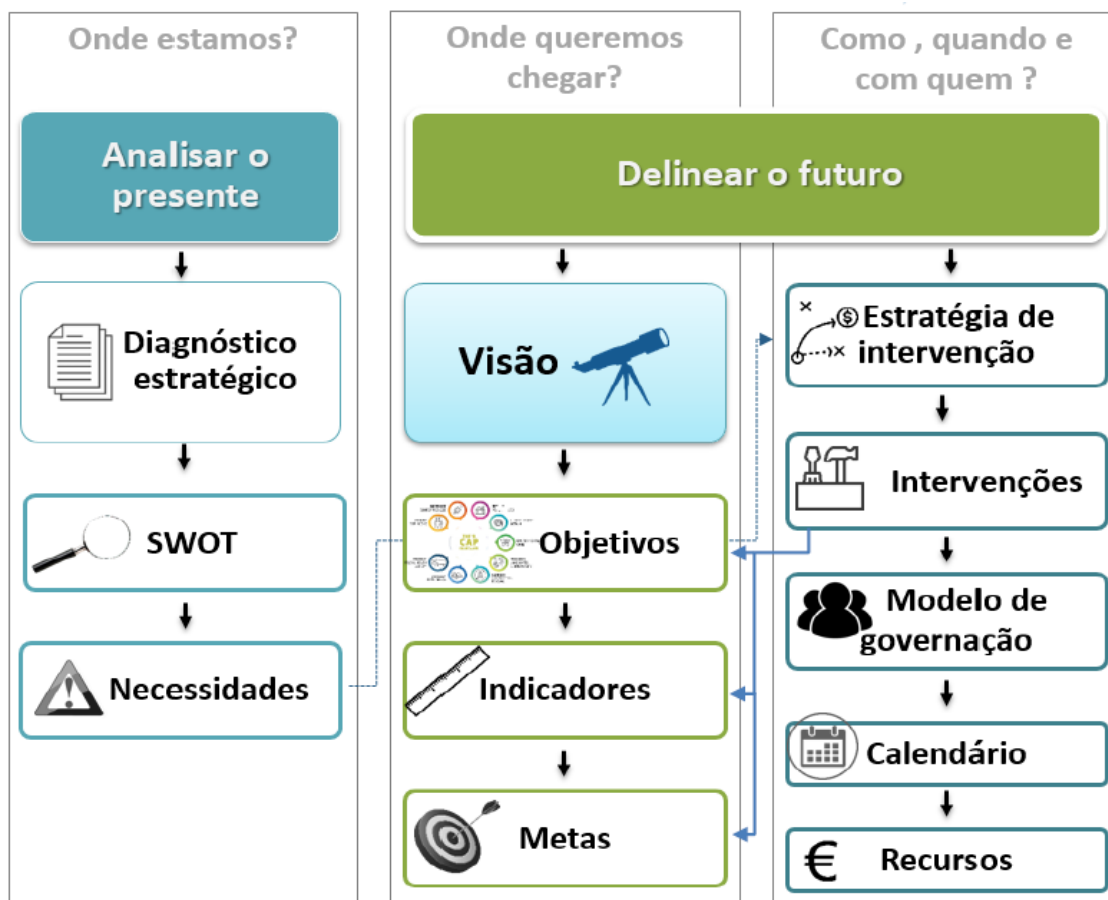 Onde estamos?
Analisar o
presente
Diagnóstico
estratégico
SWOT
Necessidades
Onde queremos
chegar?
Delinear o futuro
Visão
CAP
Objetivos
Indicadores
Metas
Como , quando e
com quem ?
Estratégia de
intervenção
Intervenções
Modelo de
governação
Calendário
€ Recursos